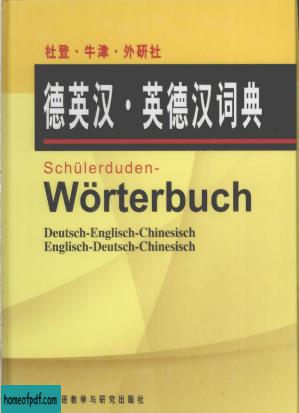 杜登·牛津·外研社
德英汉·英德汉词典
Schülerduden-
Wörterbuch
Deutsch-Englisch-Chinesisch
Englisch-Deutsch-Chinesisch
语教学与研究出版社
homeofpdf.com